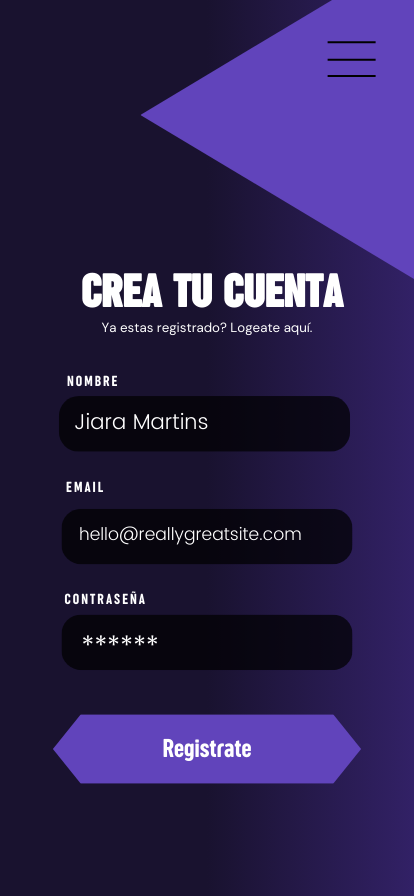 CREA TU CUENTA
Ya estas registrado? Logeate aquí.
NOMBRE
Jiara Martins
EMAIL
hello@reallygreatsite.com
CONTRASEÑA
******
Registrate